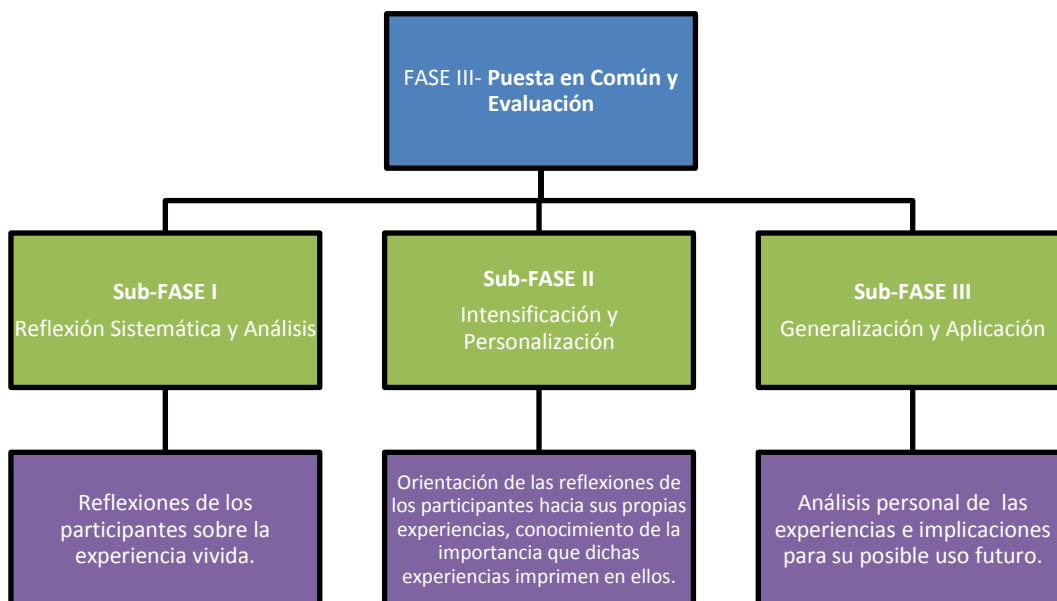 FASE III- Puesta en Común y
Evaluación
Sub-FASE I
Reflexión Sistemática y Análisis
Sub-FASE II
Intensificación y
Personalización
Sub-FASE III
Generalización y Aplicación
Reflexiones de los
participantes sobre la
experiencia vivida.
Orientación de las reflexiones de
los participantes hacia sus propias
experiencias, conocimiento de la
importancia que dichas
experiencias imprimen en ellos.
Análisis personal de las
experiencias e implicaciones
para su posible uso futuro.